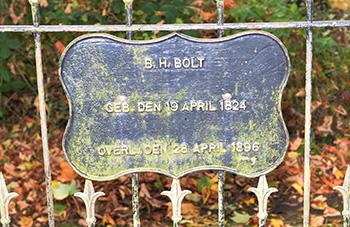 B. H. BOLT
GEB. DEN 19 APRIL 1824
OVERL. DEN 28 APRIL 1896